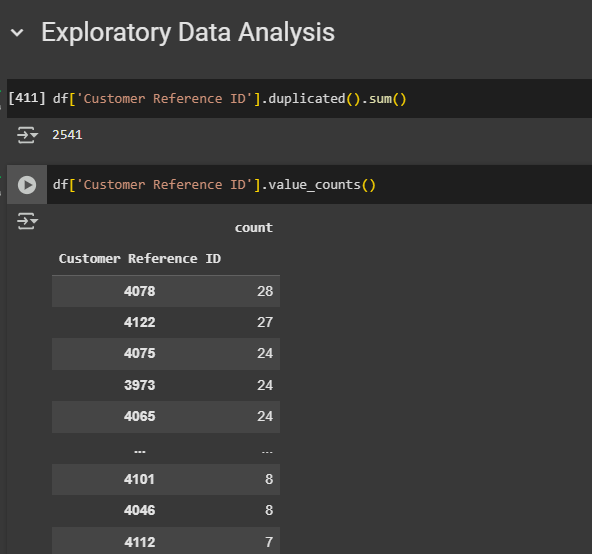 Exploratory Data Analysis
[411] df['Customer Reference ID'].duplicated().sum()
2541
df['Customer Reference ID'].value_counts()
count
Customer Reference ID
4078 28
4122 27
4075 24
3973 24
4065 24
... ...
4101 8
4046 8
4112 7